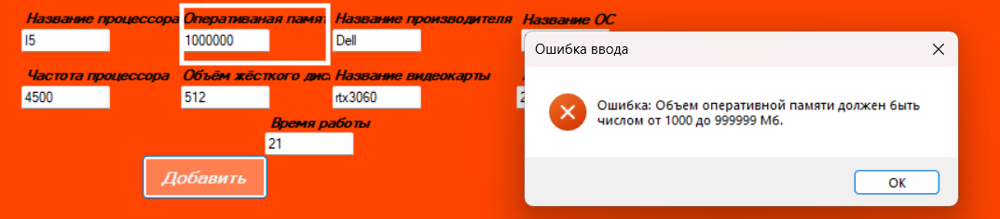 Название процессора Оперативаная памят Название производителя Название ОС
I5 1000000 Dell
Ошибка ввода
Частота процессора Объём жёсткого дис Название видеокарты
4500 512 rtx3060 2
Ошибка: Объем оперативной памяти должен быть
числом от 1000 до 999999 Мб.
Время работы
21
Добавить
ОК